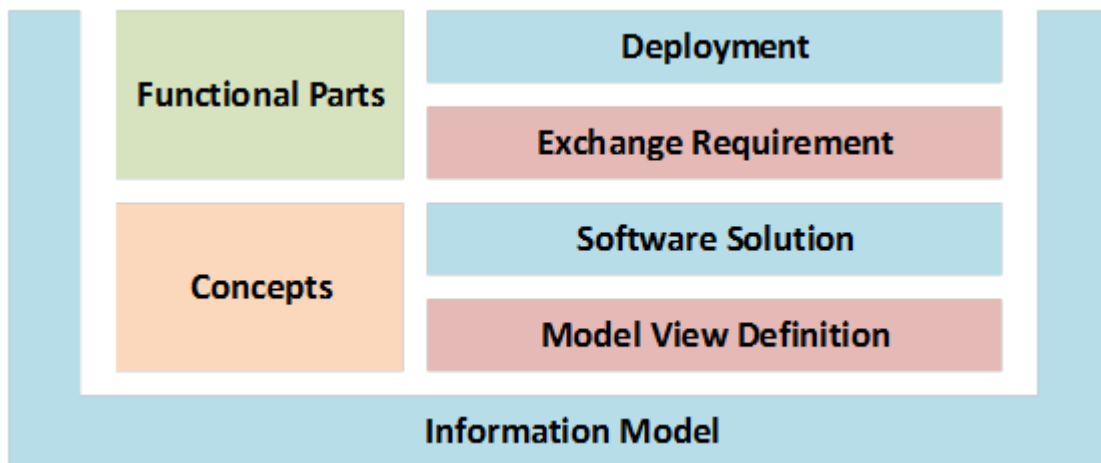 Functional Parts
Deployment
Exchange Requirement
Concepts
Software Solution
Model View Definition
Information Model